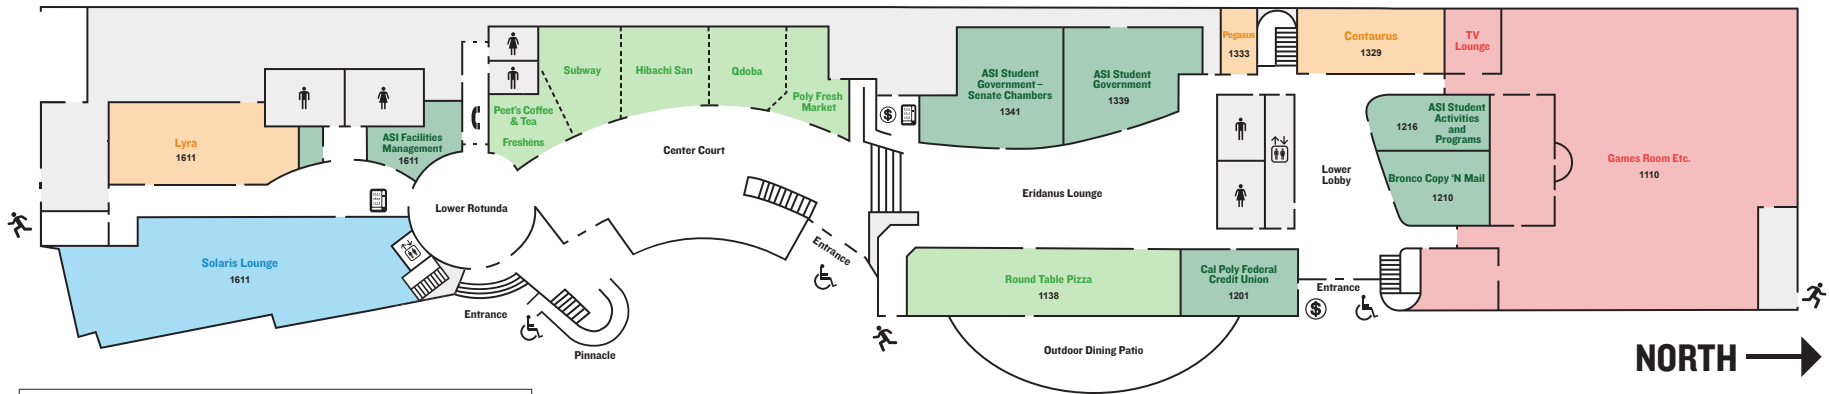 Pegasus
1333
Centaurus
1329
TV
Lounge
Subway
Hibachi San
Qdoba
Poly Fresh
Market
Peet's Coffee
& Tea
Freshëns
ASI Student
Government –
Senate Chambers
1341
ASI Student
Government
1339
ASI Student
Activities
and
Programs
1216
Lyra
1611
ASI Facilities
Management
1611
Center Court
Games Room Etc.
1110
Lower
Lobby
Bronco Copy ‘N Mail
1210
Eridanus Lounge
Lower Rotunda
Solaris Lounge
1611
Entrance
Round Table Pizza
1138
Cal Poly Federal
Credit Union
1201
Entrance
$
$
Entrance
Pinnacle
Outdoor Dining Patio
NORTH